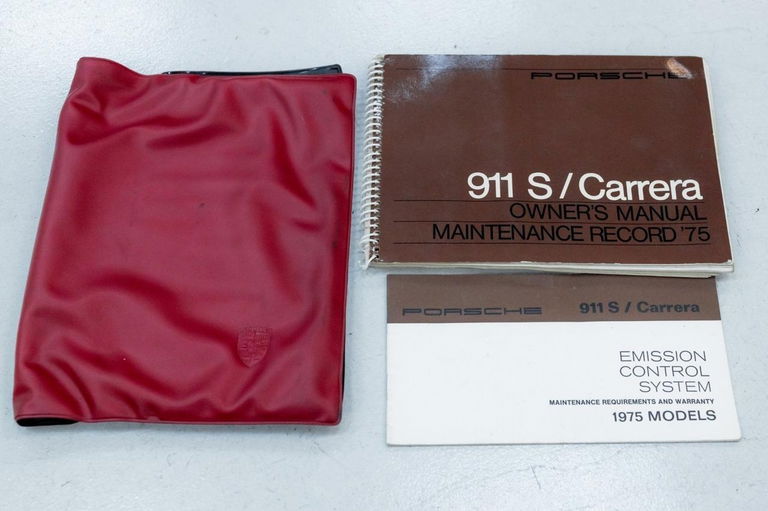 PORSCHE
911 S / Carrera
OWNER'S MANUAL
MAINTENANCE RECORD '75
PORSCHE 911 S / Carrera
EMISSION
CONTROL
SYSTEM
MAINTENANCE REQUIREMENTS AND WARRANTY
1975 MODELS